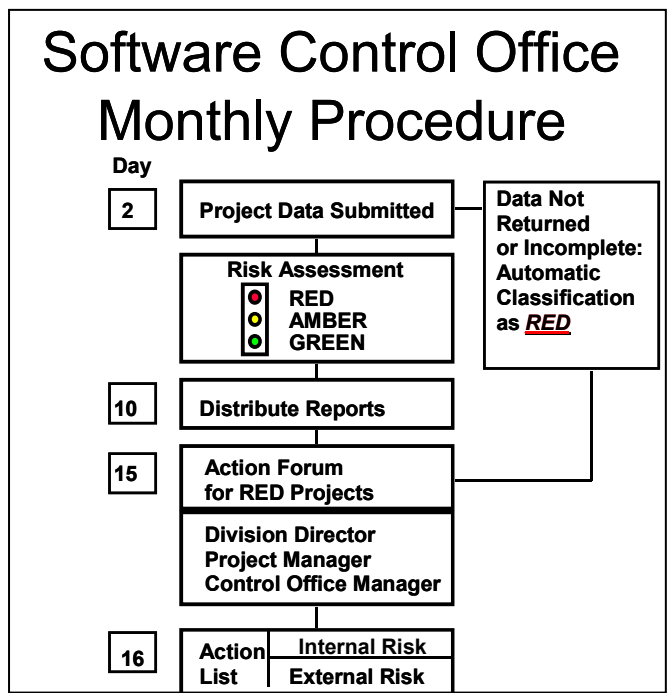 Software Control Office
Monthly Procedure
Day
2
Project Data Submitted
Data Not
Returned
or Incomplete:
Automatic
Classification
as RED
Risk Assessment
RED
AMBER
GREEN
10
Distribute Reports
15
Action Forum
for RED Projects
Division Director
Project Manager
Control Office Manager
16
Action
List
Internal Risk
External Risk